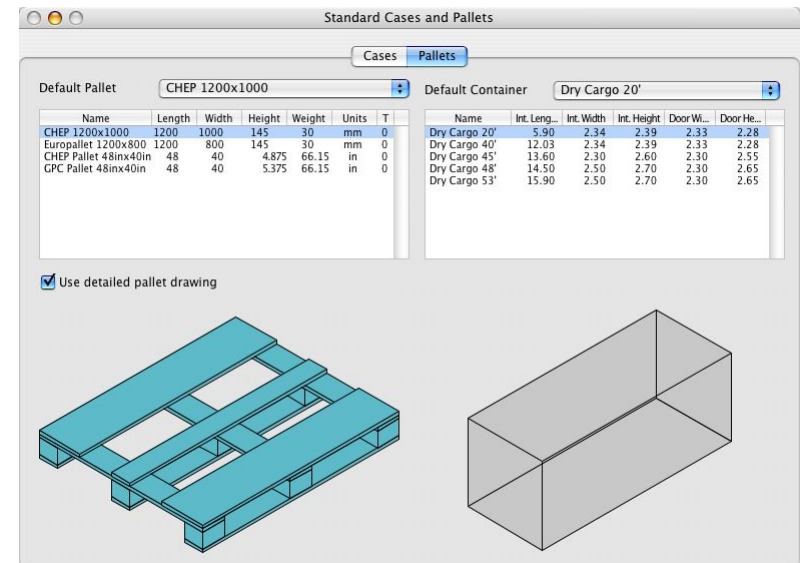 Standard Cases and Pallets
Cases Pallets
Default Pallet CHEP 1200x1000
Name Length Width Height Weight Units T
CHEP 1200x1000 1200 1000 145 30 mm 0
Europallet 1200x800 1200 800 145 30 mm 0
CHEP Pallet 48inx40in 48 40 4.875 66.15 in 0
GPC Pallet 48inx40in 48 40 5.375 66.15 in 0
Default Container Dry Cargo 20'
Name Int. Leng... Int. Width Int. Height Door Wi... Door He...
Dry Cargo 20' 5.90 2.34 2.39 2.33 2.28
Dry Cargo 40' 12.03 2.34 2.39 2.33 2.28
Dry Cargo 45' 13.60 2.30 2.60 2.30 2.55
Dry Cargo 48' 14.50 2.50 2.70 2.30 2.65
Dry Cargo 53' 15.90 2.50 2.70 2.30 2.65
Use detailed pallet drawing